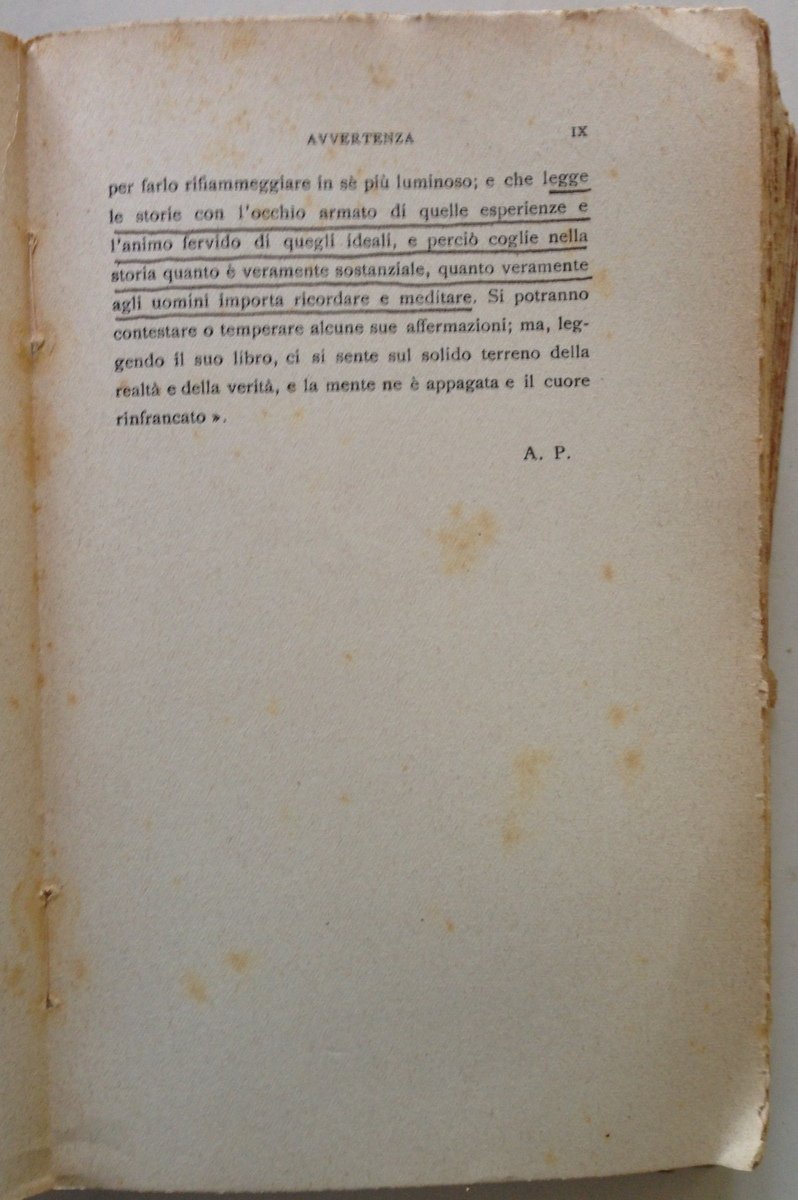 AVVERTENZA IX
per farlo rifiammeggiare in sè più luminoso; e che legge
le storie con l'occhio armato di quelle esperienze e
l'animo fervido di quegli ideali, e perciò coglie nella
storia quanto è veramente sostanziale, quanto veramente
agli uomini importa ricordare e meditare. Si potranno
contestare o temperare alcune sue affermazioni; ma, leg-
gendo il suo libro, ci si sente sul solido terreno della
realtà e della verità, e la mente ne è appagata e il cuore
rinfrancato ».
A. P.